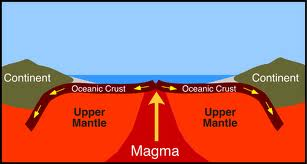 Continent
Continent
Oceanic Crust
Oceanic Crust
Upper
Mantle
Upper
Mantle
Magma